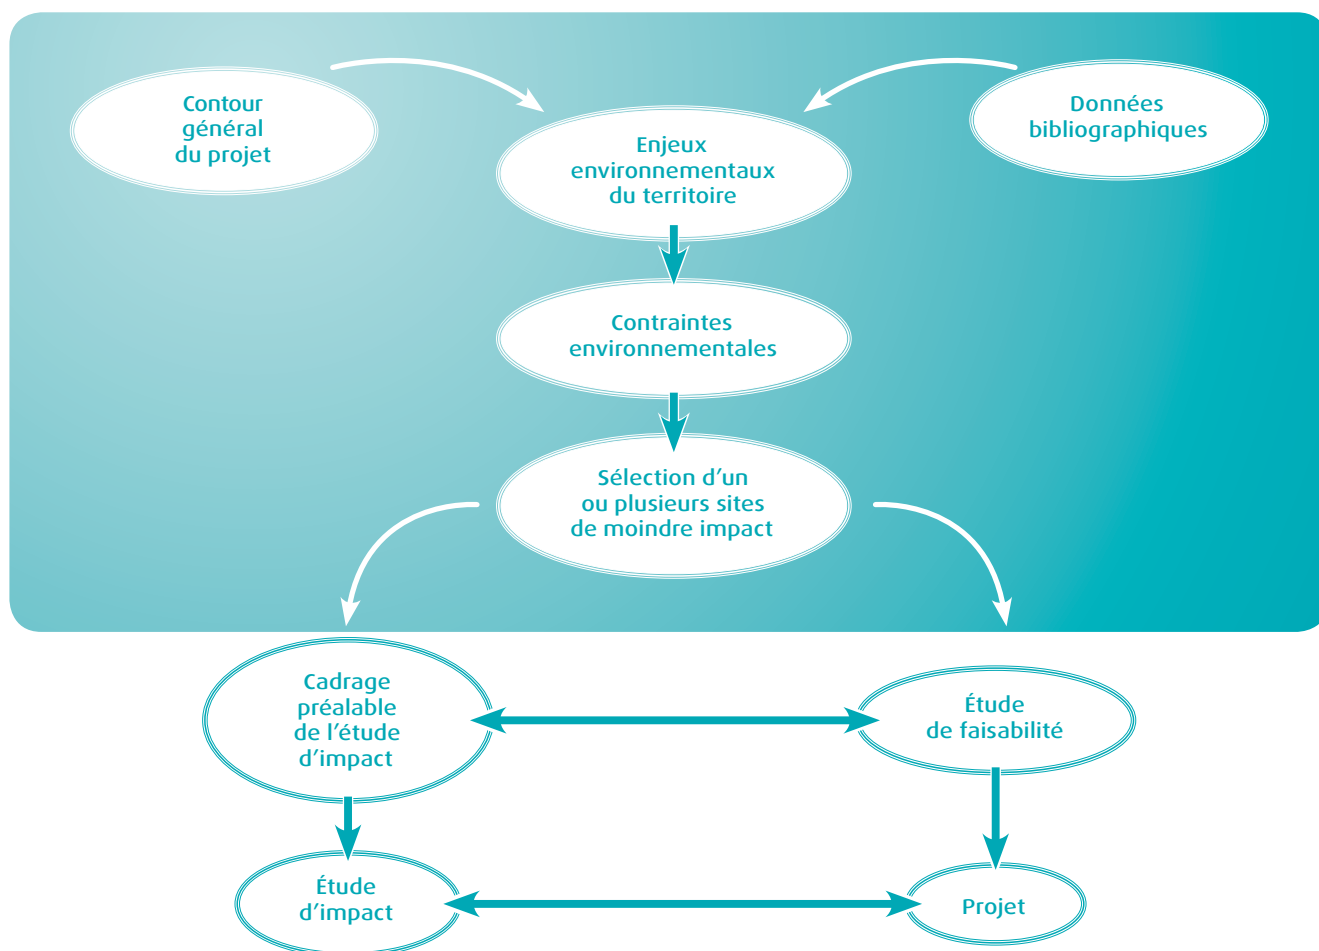 Contour
général
du projet
Données
bibliographiques
Enjeux
environnementaux
du territoire
Contraintes
environnementales
Sélection d'un
ou plusieurs sites
de moindre impact
Cadrage
préalable
de l'étude
d'impact
Étude
de faisabilité
Étude
d'impact
Projet